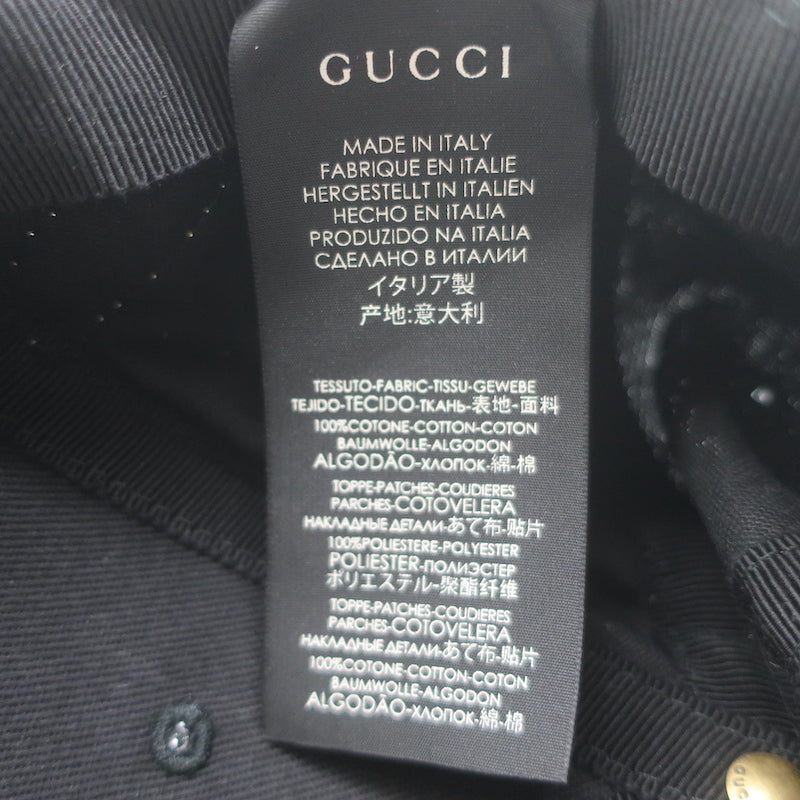 GUCCI
MADE IN ITALY
FABRIQUE EN ITALIE
HERGESTELLT IN ITALIEN
HECHO EN ITALIA
PRODUZIDO NA ITALIA
СДЕЛАНО В ИТАЛИИ
イタリア製
产地:意大利
TESSUTO-FABRIC-TISSU-GEWEBE
TEJIDO-TECIDO-ТКАНЬ-表地-面料
100%COTONE-COTTON-COTON
BAUMWOLLE-ALGODON
ALGODÃO-ХЛОПОК-綿-棉
TOPPE-PATCHES-COUDIERES
PARCHES-COTOVELERA
НАКЛАДНЫЕ ДЕТАЛИ-あて布-贴片
100%POLIESTERE-POLYESTER
POLIESTER-ПОЛИЭСТЕР
ポリエステル-聚酯纤维
TOPPE-PATCHES-COUDIERES
PARCHES-COTOVELERA
НАКЛАДНЫЕ ДЕТАЛИ-あて布-贴片
100%COTONE-COTTON-COTON
BAUMWOLLE-ALGODON
ALGODÃO-ХЛОПОК-綿-棉